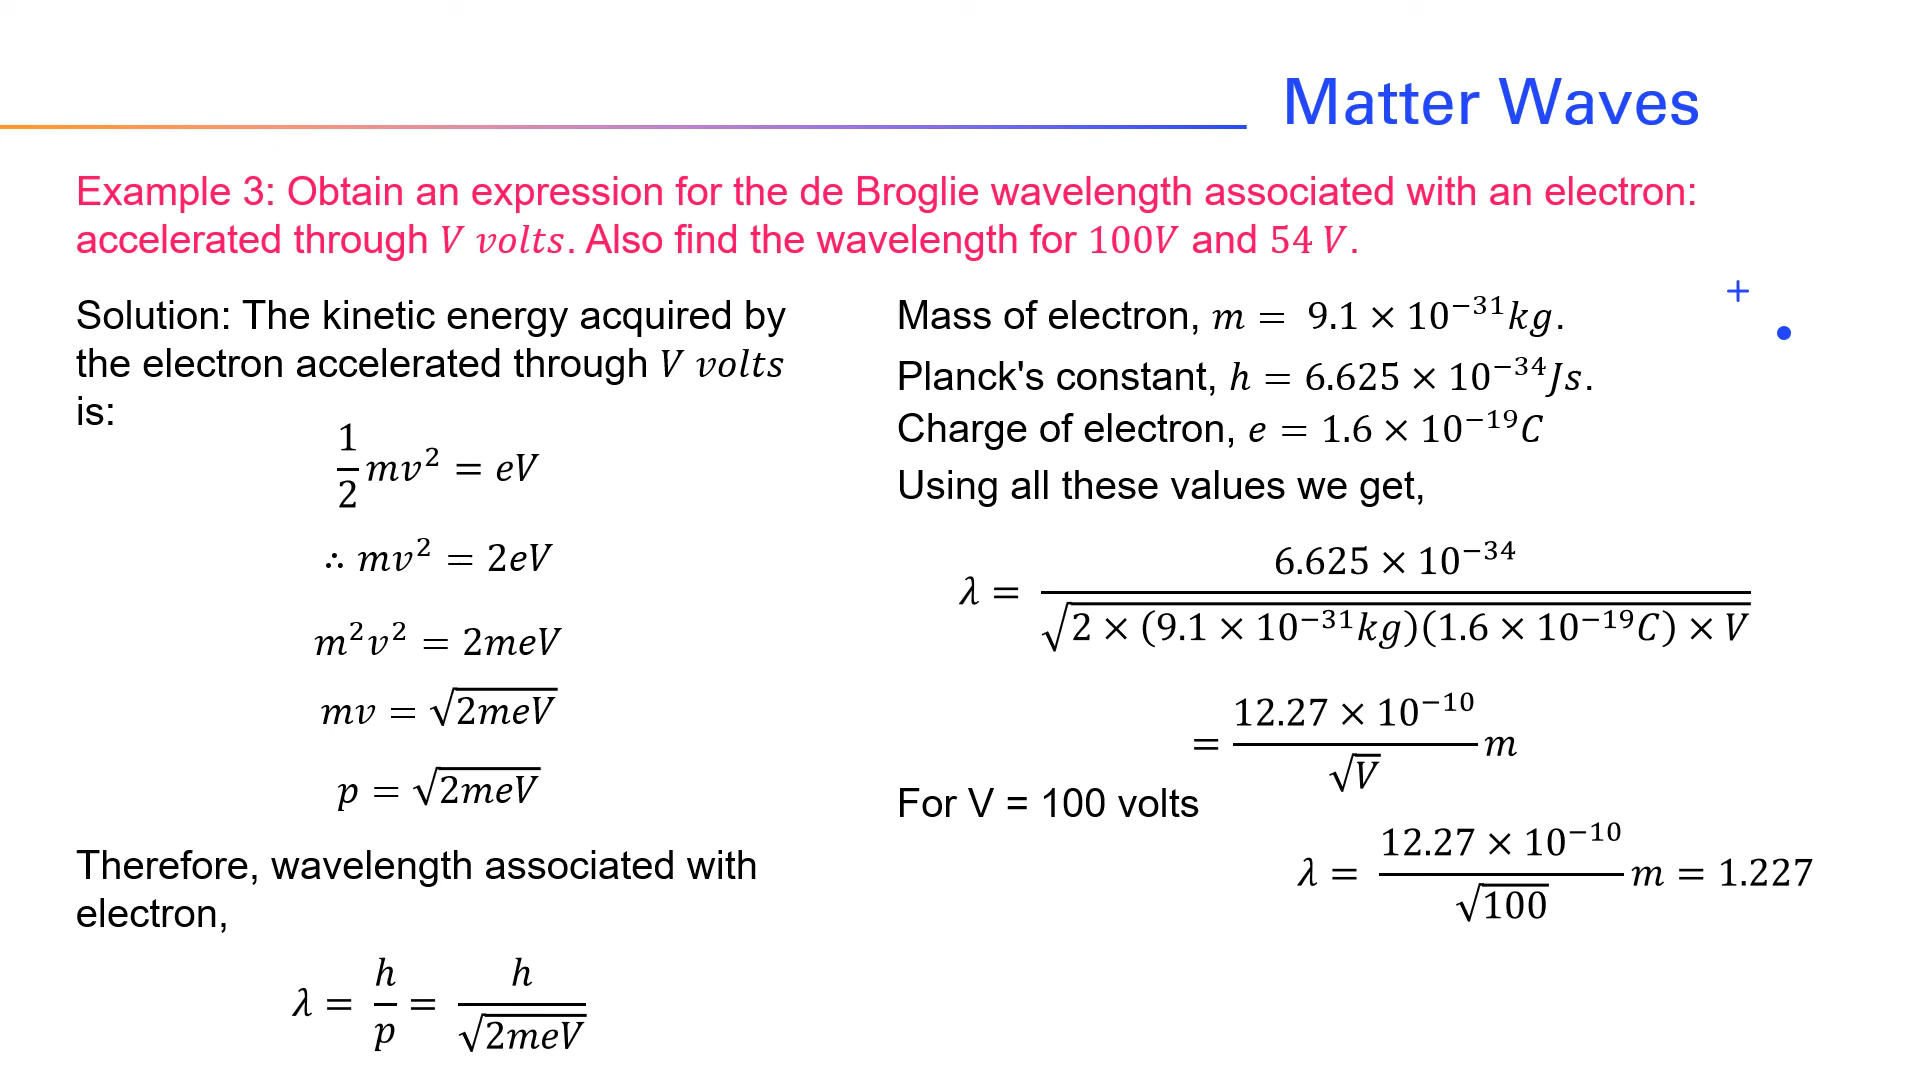 Matter Waves
Example 3: Obtain an expression for the de Broglie wavelength associated with an electron:
accelerated through V volts. Also find the wavelength for 100V and 54 V.
Solution: The kinetic energy acquired by
the electron accelerated through V volts
is:
1/2 mv² = eV
∴ mv² = 2eV
m²v² = 2meV
mv = √(2meV)
p = √(2meV)
Therefore, wavelength associated with
electron,
λ = h/p = h/√(2meV)
Mass of electron, m = 9.1 × 10⁻³¹kg.
Planck's constant, h = 6.625 × 10⁻³⁴Js.
Charge of electron, e = 1.6 × 10⁻¹⁹C
Using all these values we get,
λ = 6.625 × 10⁻³⁴/√(2 × (9.1 × 10⁻³¹kg)(1.6 × 10⁻¹⁹C) × V)
= 12.27 × 10⁻¹⁰/√V m
For V = 100 volts
λ = 12.27 × 10⁻¹⁰/√100 m = 1.227